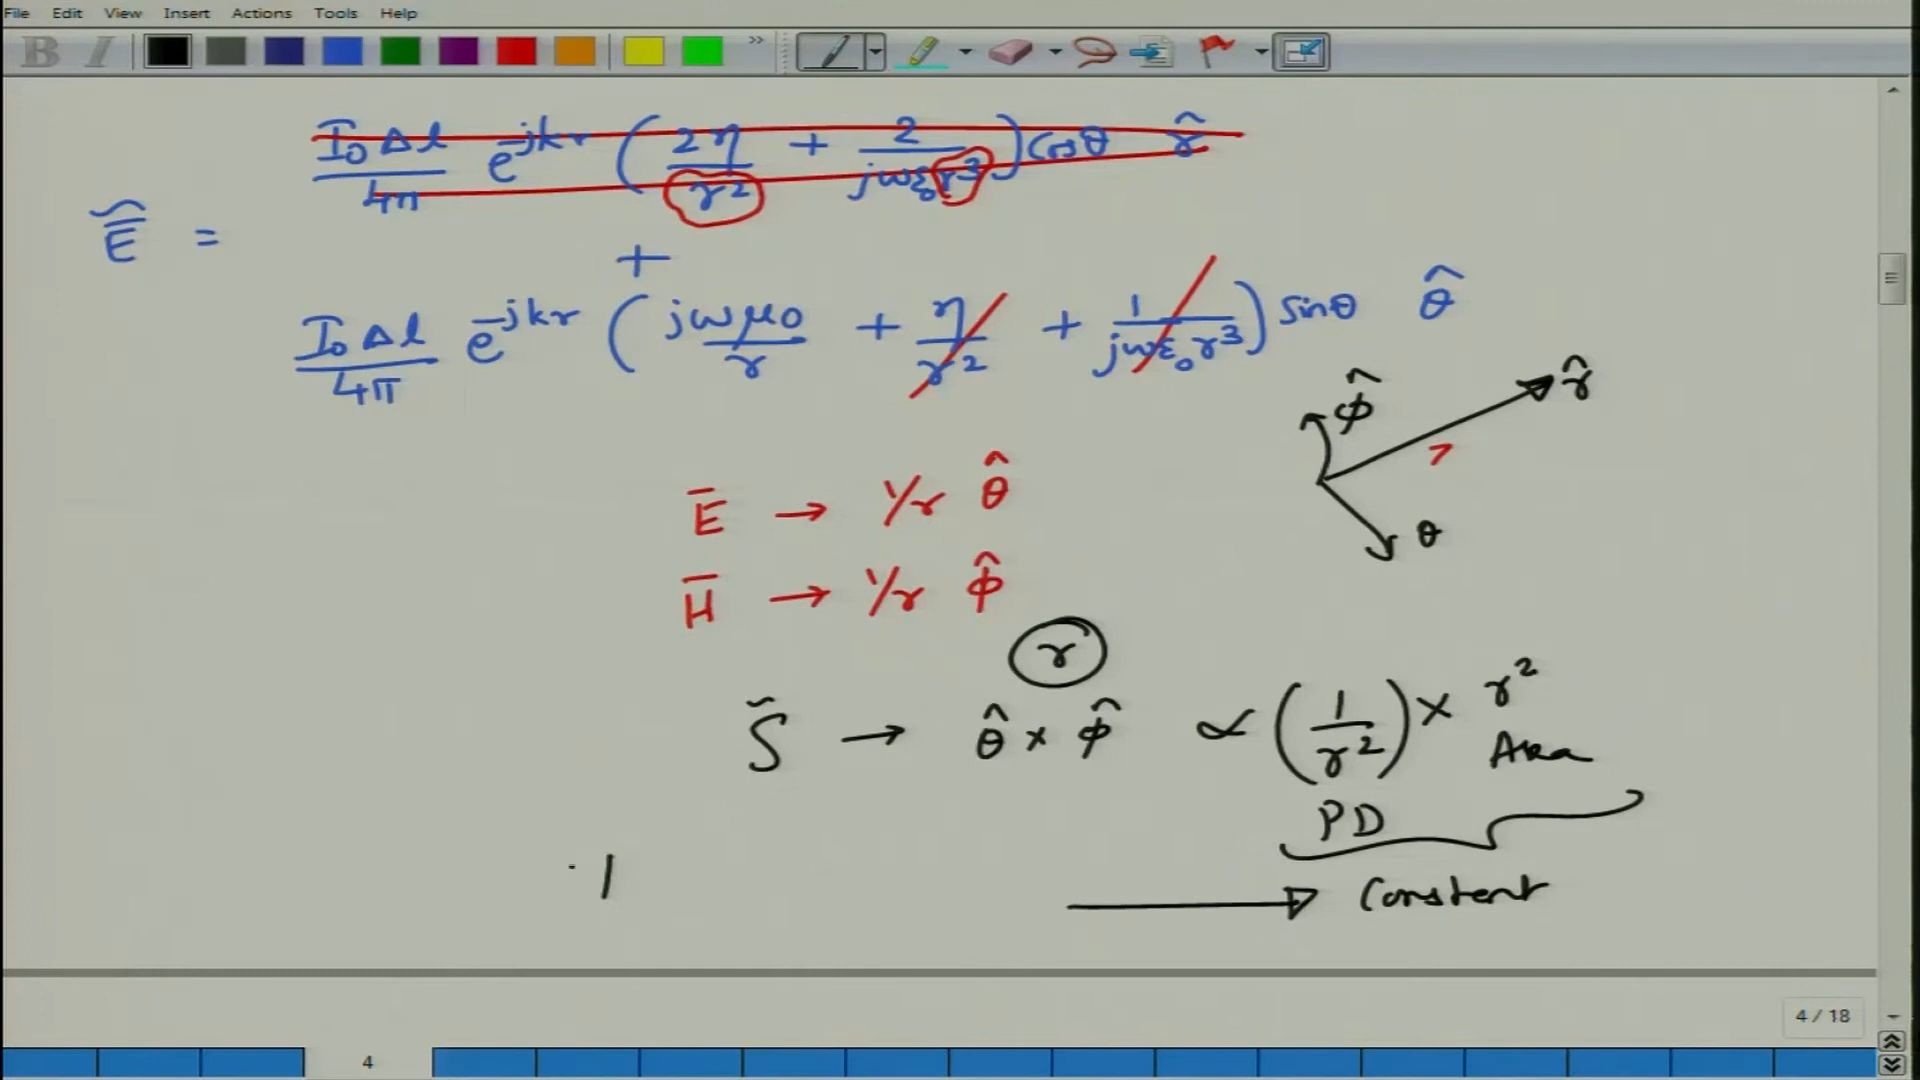 File Edit View Insert Actions Tools Help
B I
I₀Δl/4π e^-jkr (2η/r² + 2/jωε₀r³) cosθ r̂
E =
+
I₀Δl/4π e^-jkr (jωμ₀/r + η/r² + 1/jωε₀r³) sinθ θ̂
φ̂ r̂
θ
E → 1/r θ̂
H → 1/r φ̂
r
S → θ̂ × φ̂ ∝ (1/r²) × r²
Area
PD
Constent
4 / 18
4